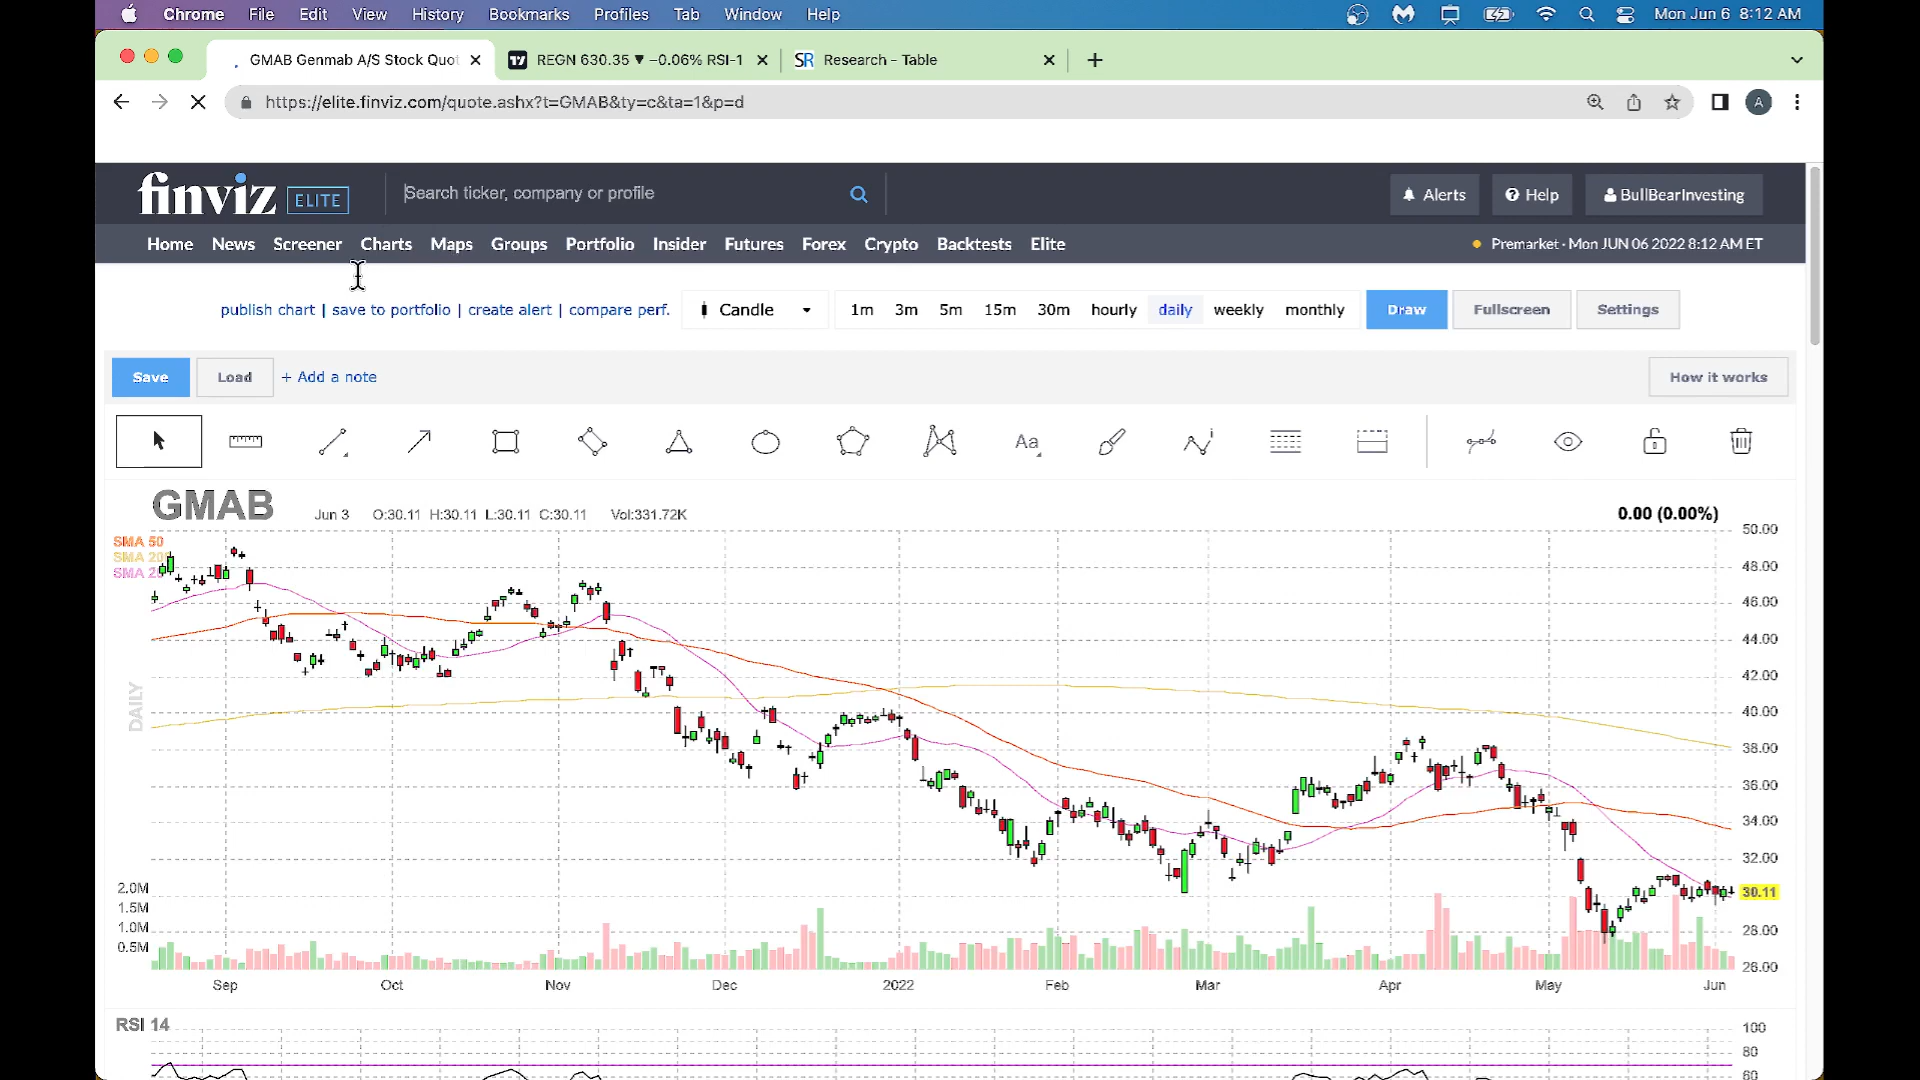 Chrome File Edit View History Bookmarks Profiles Tab Window Help Mon Jun 6 8:12 AM
GMAB Genmab A/S Stock Quot REGN 630.35 ▼ −0.06% RSI-1 SR Research - Table
https://elite.finviz.com/quote.ashx?t=GMAB&ty=c&ta=1&p=d A
finviz ELITE Search ticker, company or profile Alerts Help BullBearInvesting
Home News Screener Charts Maps Groups Portfolio Insider Futures Forex Crypto Backtests Elite Premarket · Mon JUN 06 2022 8:12 AM ET
publish chart | save to portfolio | create alert | compare perf. Candle 1m 3m 5m 15m 30m hourly daily weekly monthly Draw Fullscreen Settings
Save Load + Add a note How it works
Aa
GMAB Jun 3 O:30.11 H:30.11 L:30.11 C:30.11 Vol:331.72K 0.00 (0.00%)
50.00
SMA 50
SMA 200
48.00
SMA 20
46.00
44.00
42.00
DAILY
40.00
38.00
36.00
34.00
32.00
2.0M 30.11
1.5M
1.0M 28.00
0.5M
26.00
Sep Oct Nov Dec 2022 Feb Mar Apr May Jun
RSI 14 100
80
60